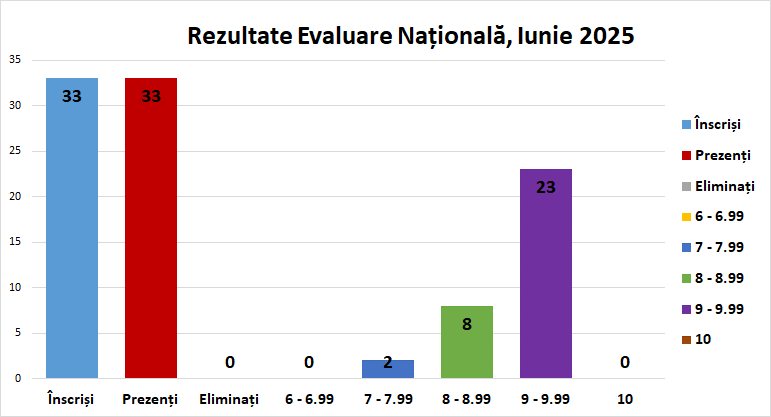 Rezultate Evaluare Națională, Iunie 2025
35
30
25
20
15
10
5
0
33
33
0
0
2
8
23
0
Înscriși
Prezenți
Eliminați
6 - 6.99
7 - 7.99
8 - 8.99
9 - 9.99
10
Înscriși
Prezenți
Eliminați
6 - 6.99
7 - 7.99
8 - 8.99
9 - 9.99
10